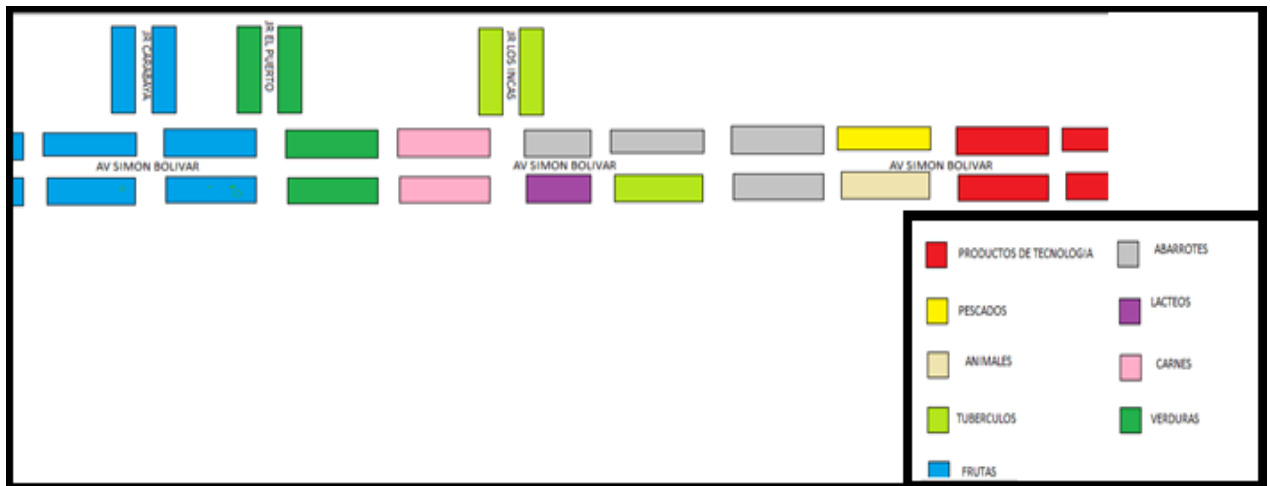 JR CARABAYA
JR EL PUERTO
JR LOS INCAS
AV SIMON BOLIVAR
AV SIMON BOLIVAR
AV SIMON BOLIVAR
PRODUCTOS DE TECNOLOGIA
ABARROTES
PESCADOS
LACTEOS
ANIMALES
CARNES
TUBERCULOS
VERDURAS
FRUTAS